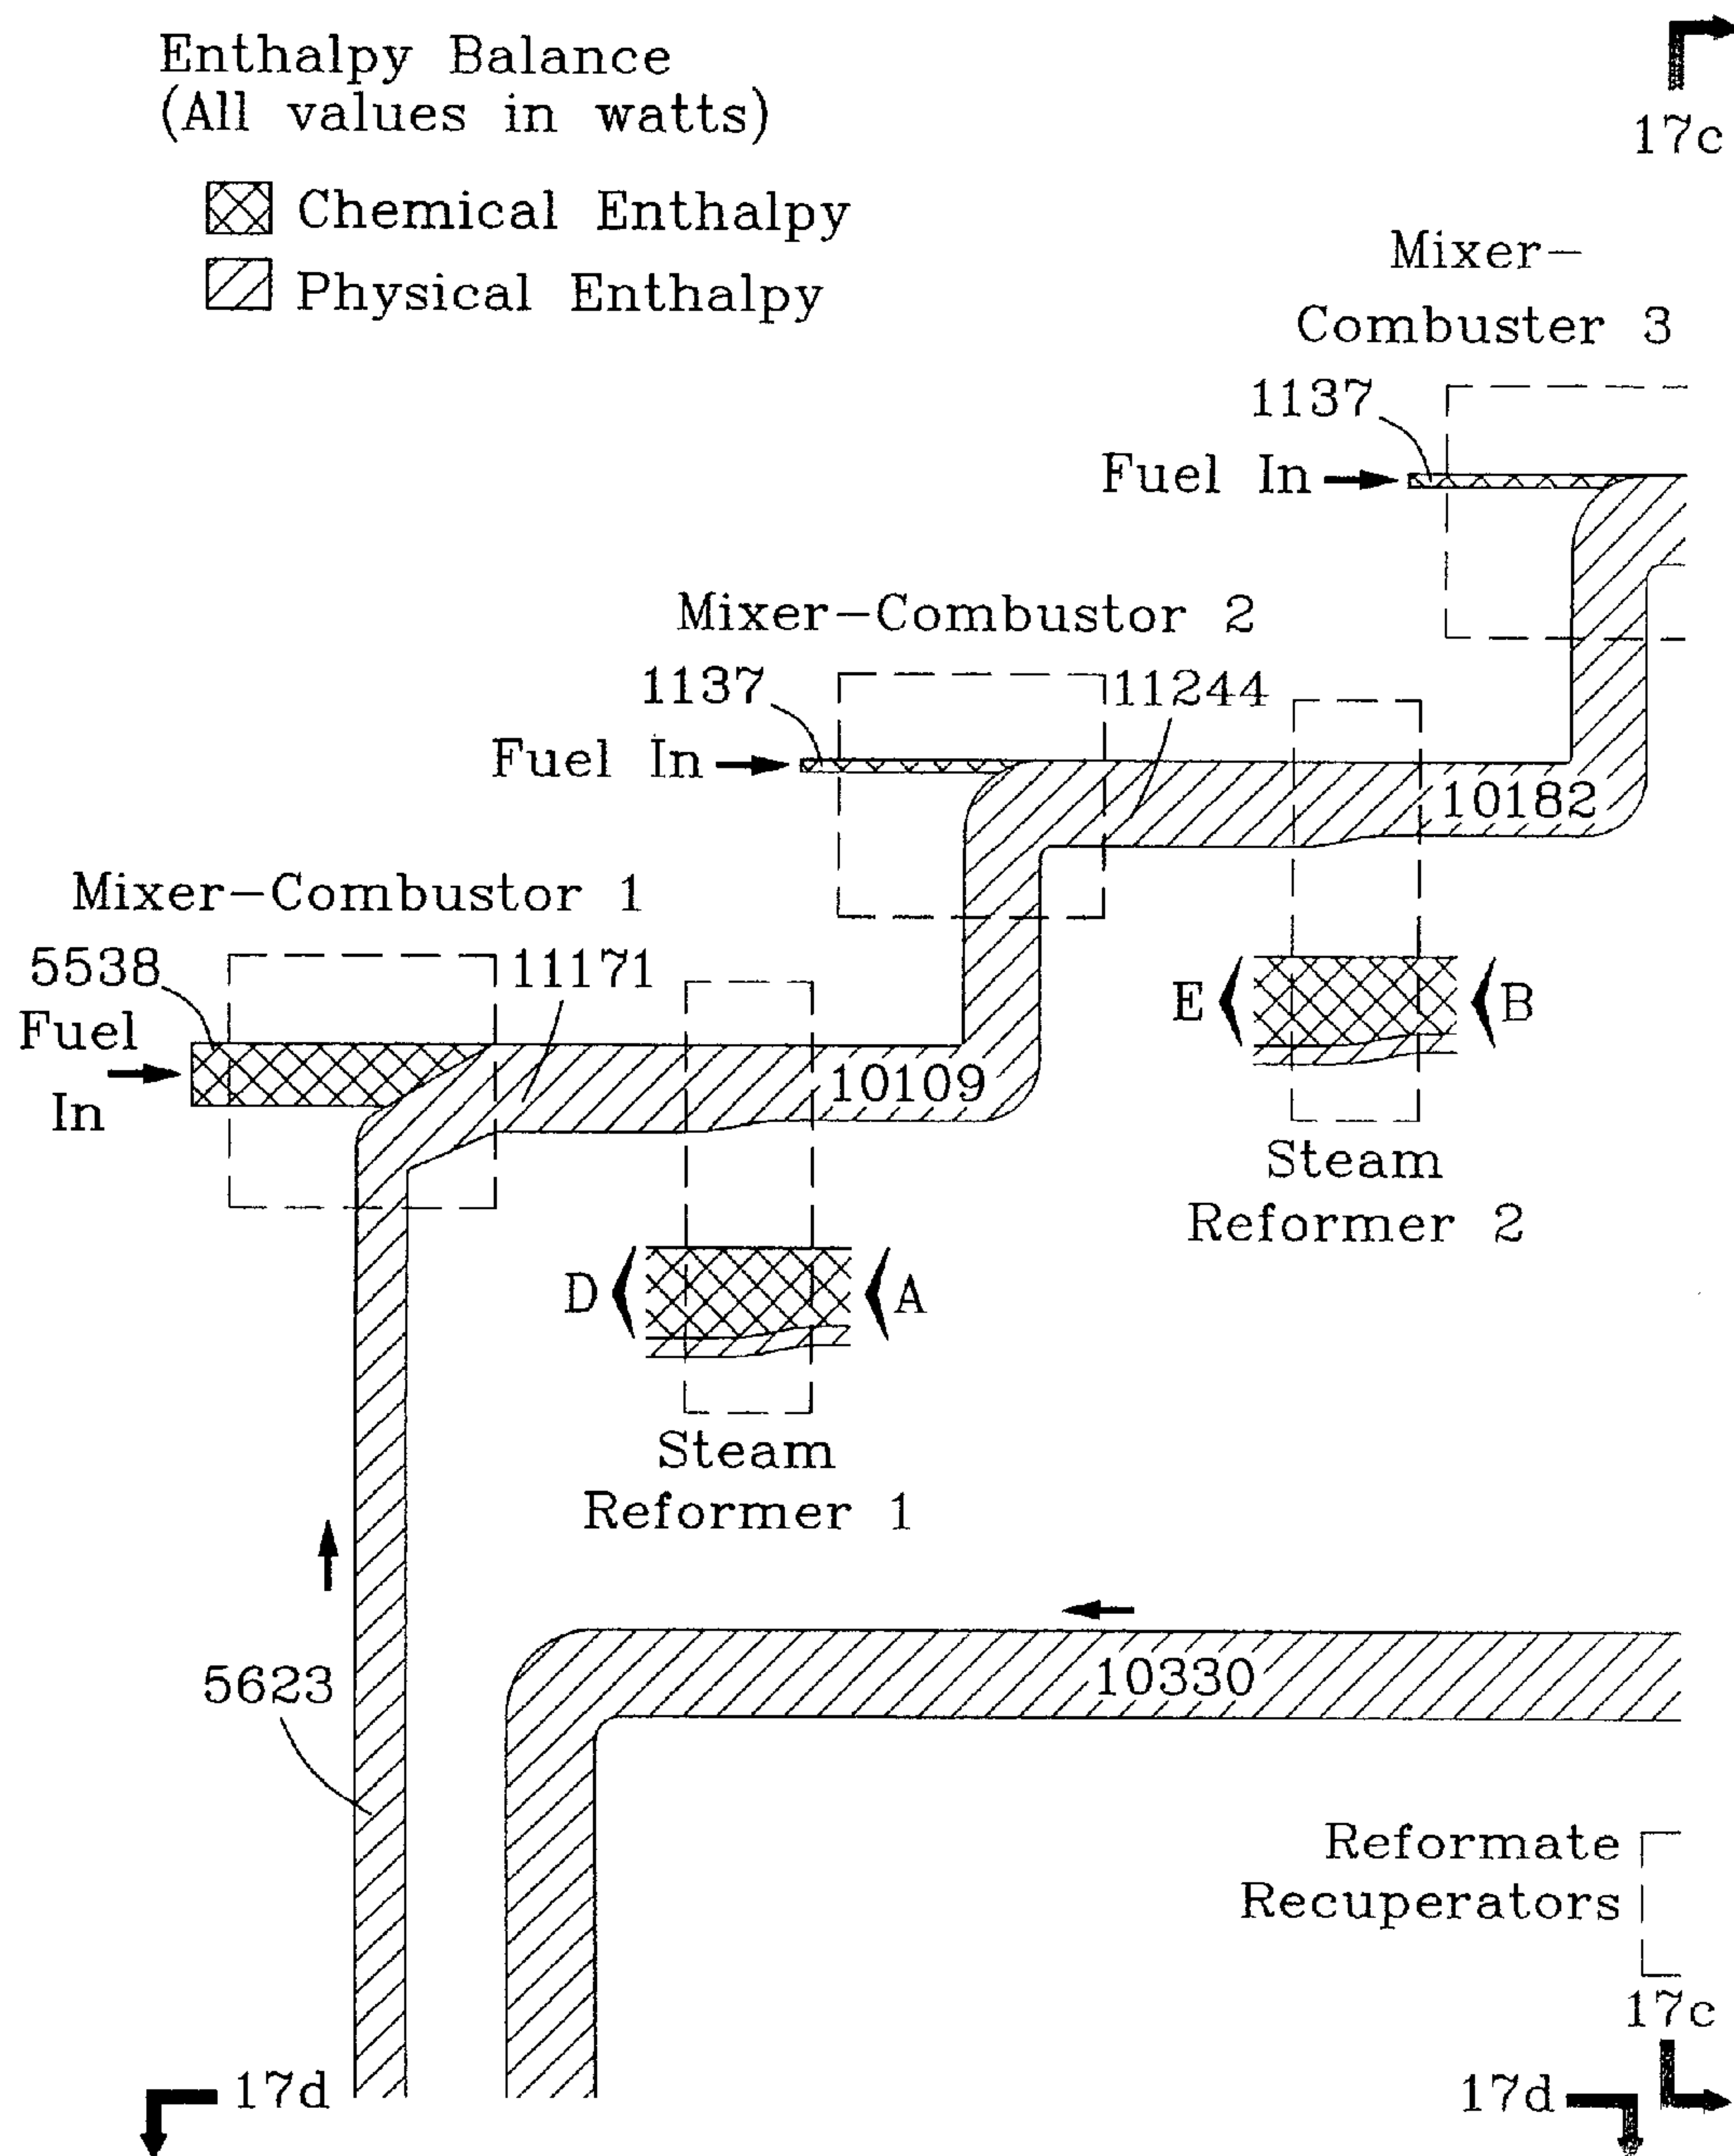 Enthalpy Balance
(All values in watts)
Chemical Enthalpy
Physical Enthalpy
17c
Mixer-
Combuster 3
1137
Fuel In
Mixer-Combustor 2
1137
11244
Fuel In
10182
Mixer-Combustor 1
5538
11171
Fuel
In
10109
E
B
Steam
Reformer 2
D
A
Steam
Reformer 1
10330
5623
Reformate
Recuperators
17c
17d
17d